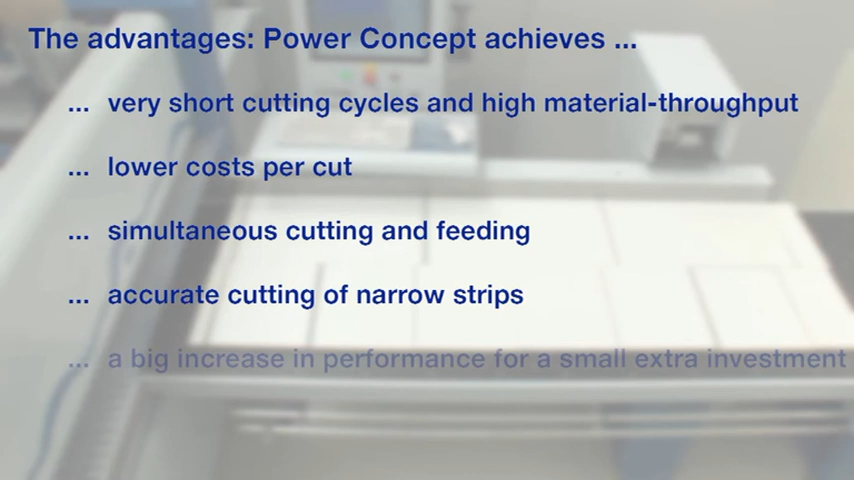 The advantages: Power Concept achieves ...
... very short cutting cycles and high material-throughput
... lower costs per cut
... simultaneous cutting and feeding
... accurate cutting of narrow strips
... a big increase in performance for a small extra investment